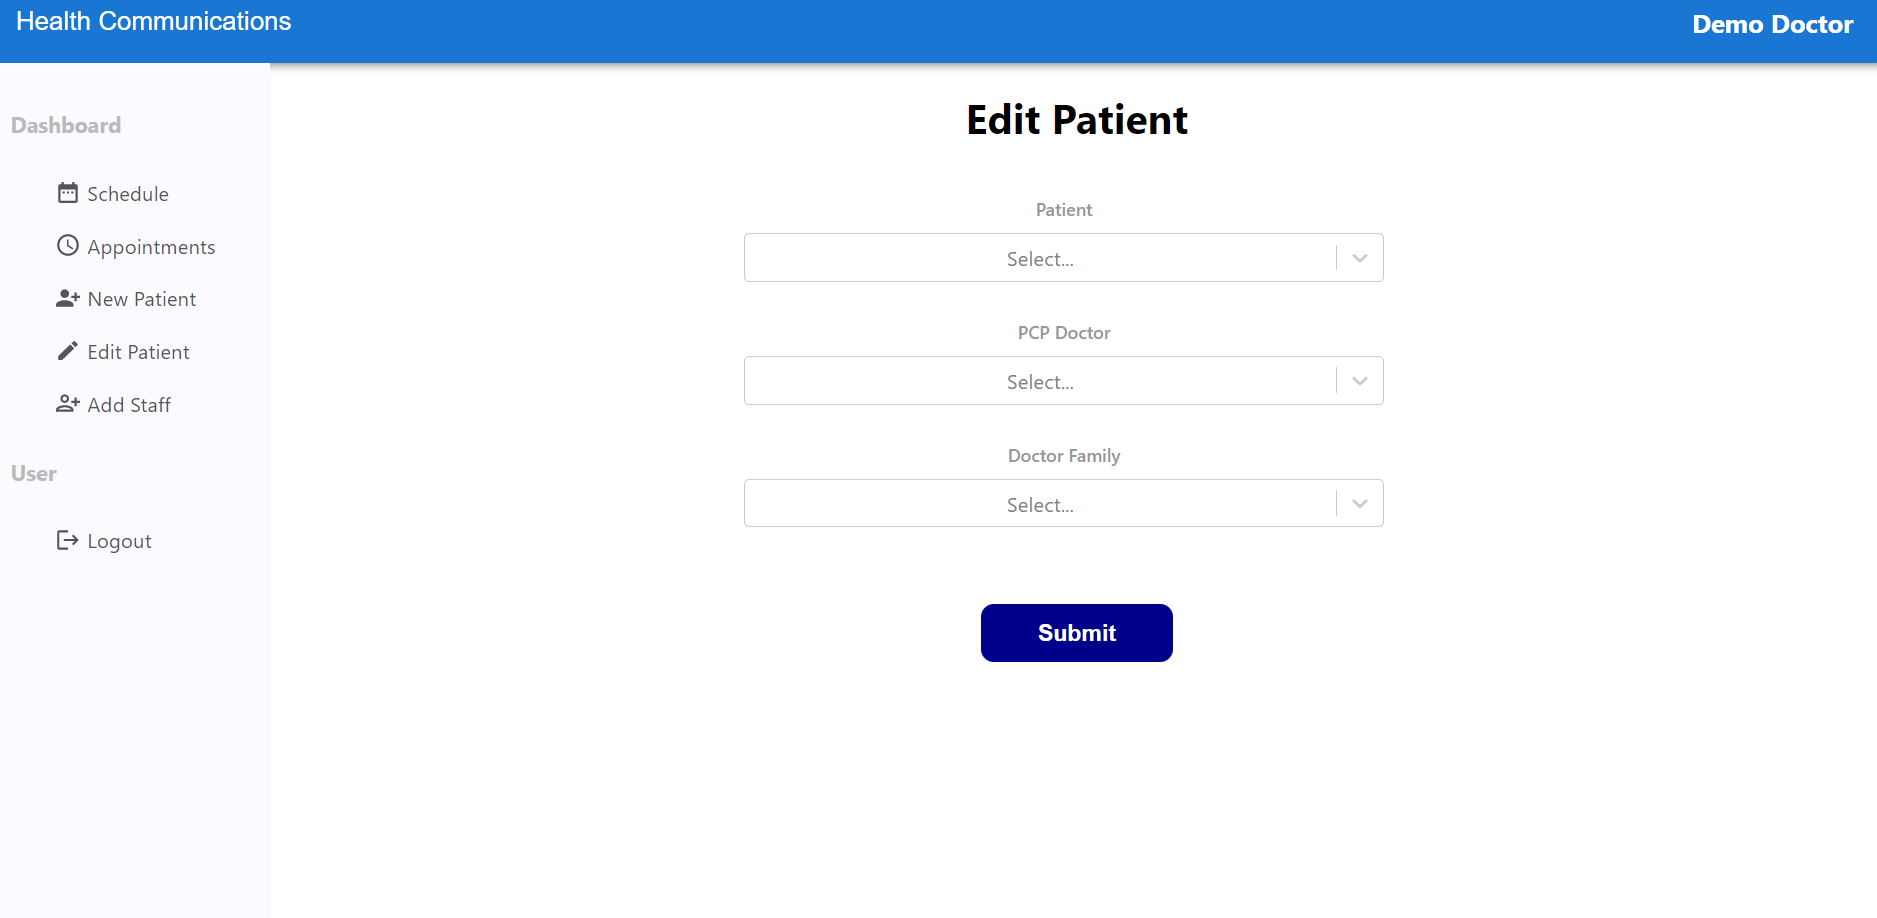 Health Communications
Demo Doctor
Dashboard
Schedule
Appointments
New Patient
Edit Patient
Add Staff
User
Logout
Edit Patient
Patient
Select...
PCP Doctor
Select...
Doctor Family
Select...
Submit